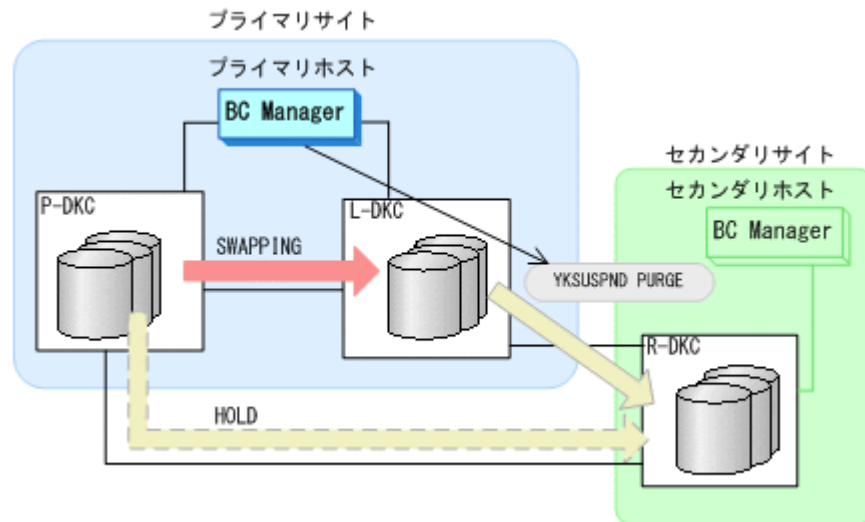 プライマリサイト
プライマリホスト
BC Manager
セカンダリサイト
セカンダリホスト
BC Manager
P-DKC
L-DKC
SWAPPING
YKSUSPND PURGE
R-DKC
HOLD